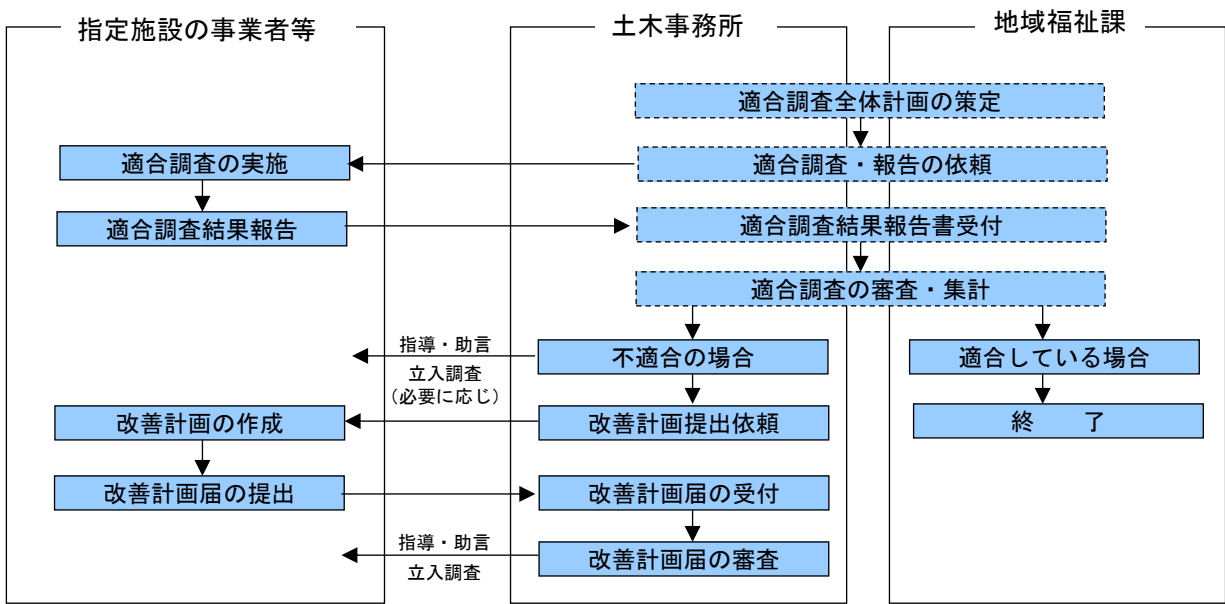 指定施設の事業者等
土木事務所
地域福祉課
適合調査全体計画の策定
適合調査の実施
適合調査・報告の依頼
適合調査結果報告
適合調査結果報告書受付
適合調査の審査・集計
指導・助言
立入調査
(必要に応じ)
不適合の場合
適合している場合
改善計画の作成
改善計画提出依頼
終　　了
改善計画届の提出
改善計画届の受付
指導・助言
立入調査
改善計画届の審査